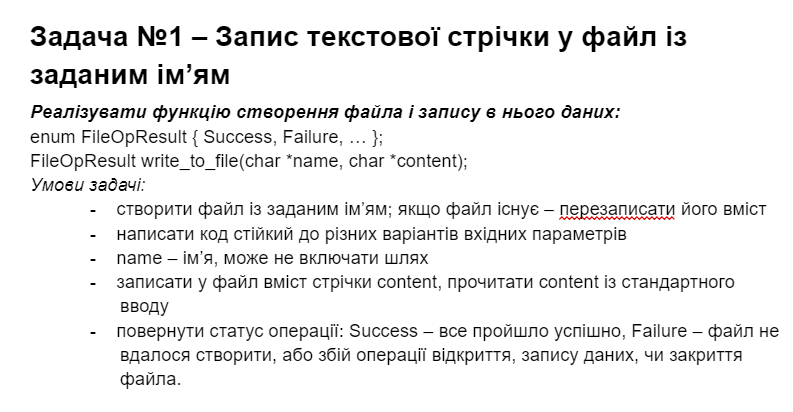 Задача №1 – Запис текстової стрічки у файл із
заданим ім’ям
Реалізувати функцію створення файла і запису в нього даних:
enum FileOpResult { Success, Failure, … };
FileOpResult write_to_file(char *name, char *content);
Умови задачі:
- створити файл із заданим ім’ям; якщо файл існує – перезаписати його вміст
- написати код стійкий до різних варіантів вхідних параметрів
- name – ім’я, може не включати шлях
- записати у файл вміст стрічки content, прочитати content із стандартного
вводу
- повернути статус операції: Success – все пройшло успішно, Failure – файл не
вдалося створити, або збій операції відкриття, запису даних, чи закриття
файла.